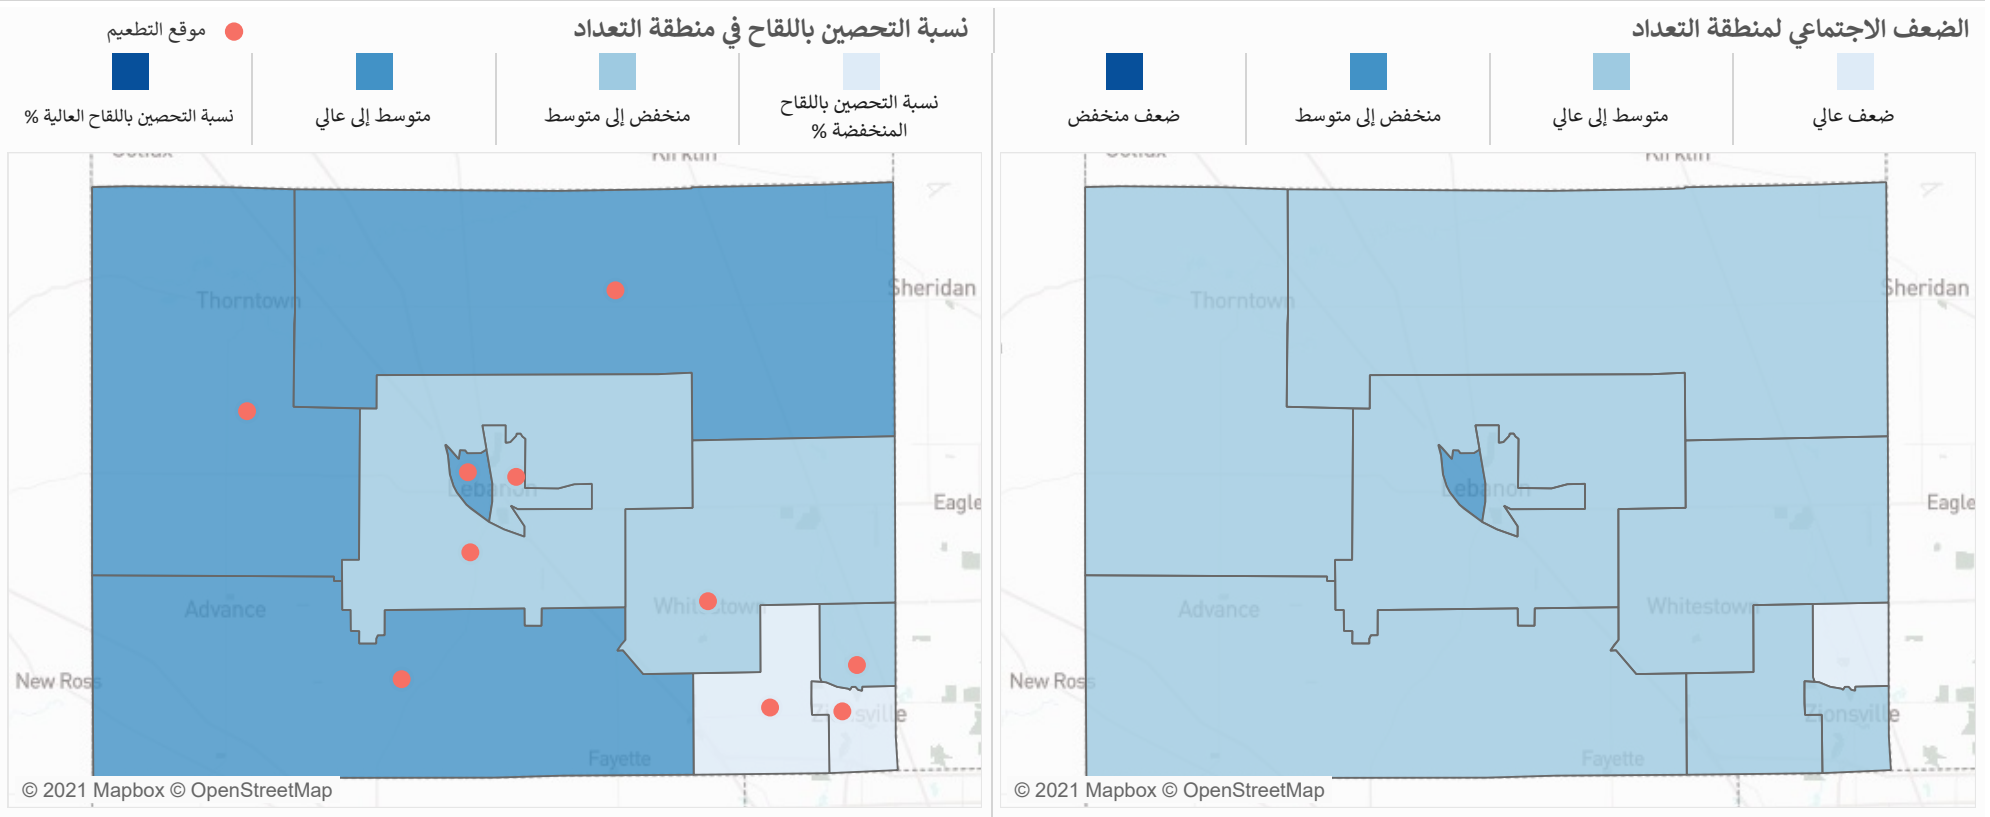 الضعف الاجتماعي لمنطقة التعداد
ضعف عالي
متوسط إلى عالي
منخفض إلى متوسط
ضعف منخفض
Kirklin
Sheridan
Thorntown
Lebanon
Eagle
Whitestown
Advance
New Ross
Zionsville
Fayette
© 2021 Mapbox © OpenStreetMap
نسبة التحصين باللقاح في منطقة التعداد
موقع التطعيم
نسبة التحصين باللقاح
المنخفضة %
منخفض إلى متوسط
متوسط إلى عالي
نسبة التحصين باللقاح العالية %
Kirklin
Sheridan
Thorntown
Lebanon
Eagle
Whitestown
Advance
New Ross
Zionsville
Fayette
© 2021 Mapbox © OpenStreetMap